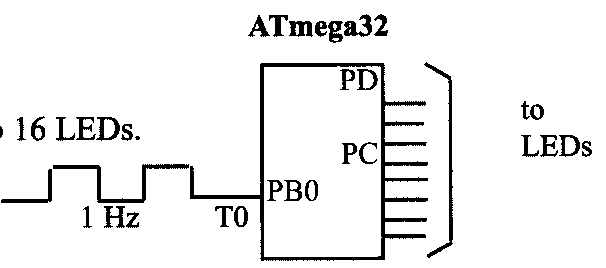 ATmega32
PD
to
16 LEDs.
PC
LEDs
PB0
1 Hz
T0